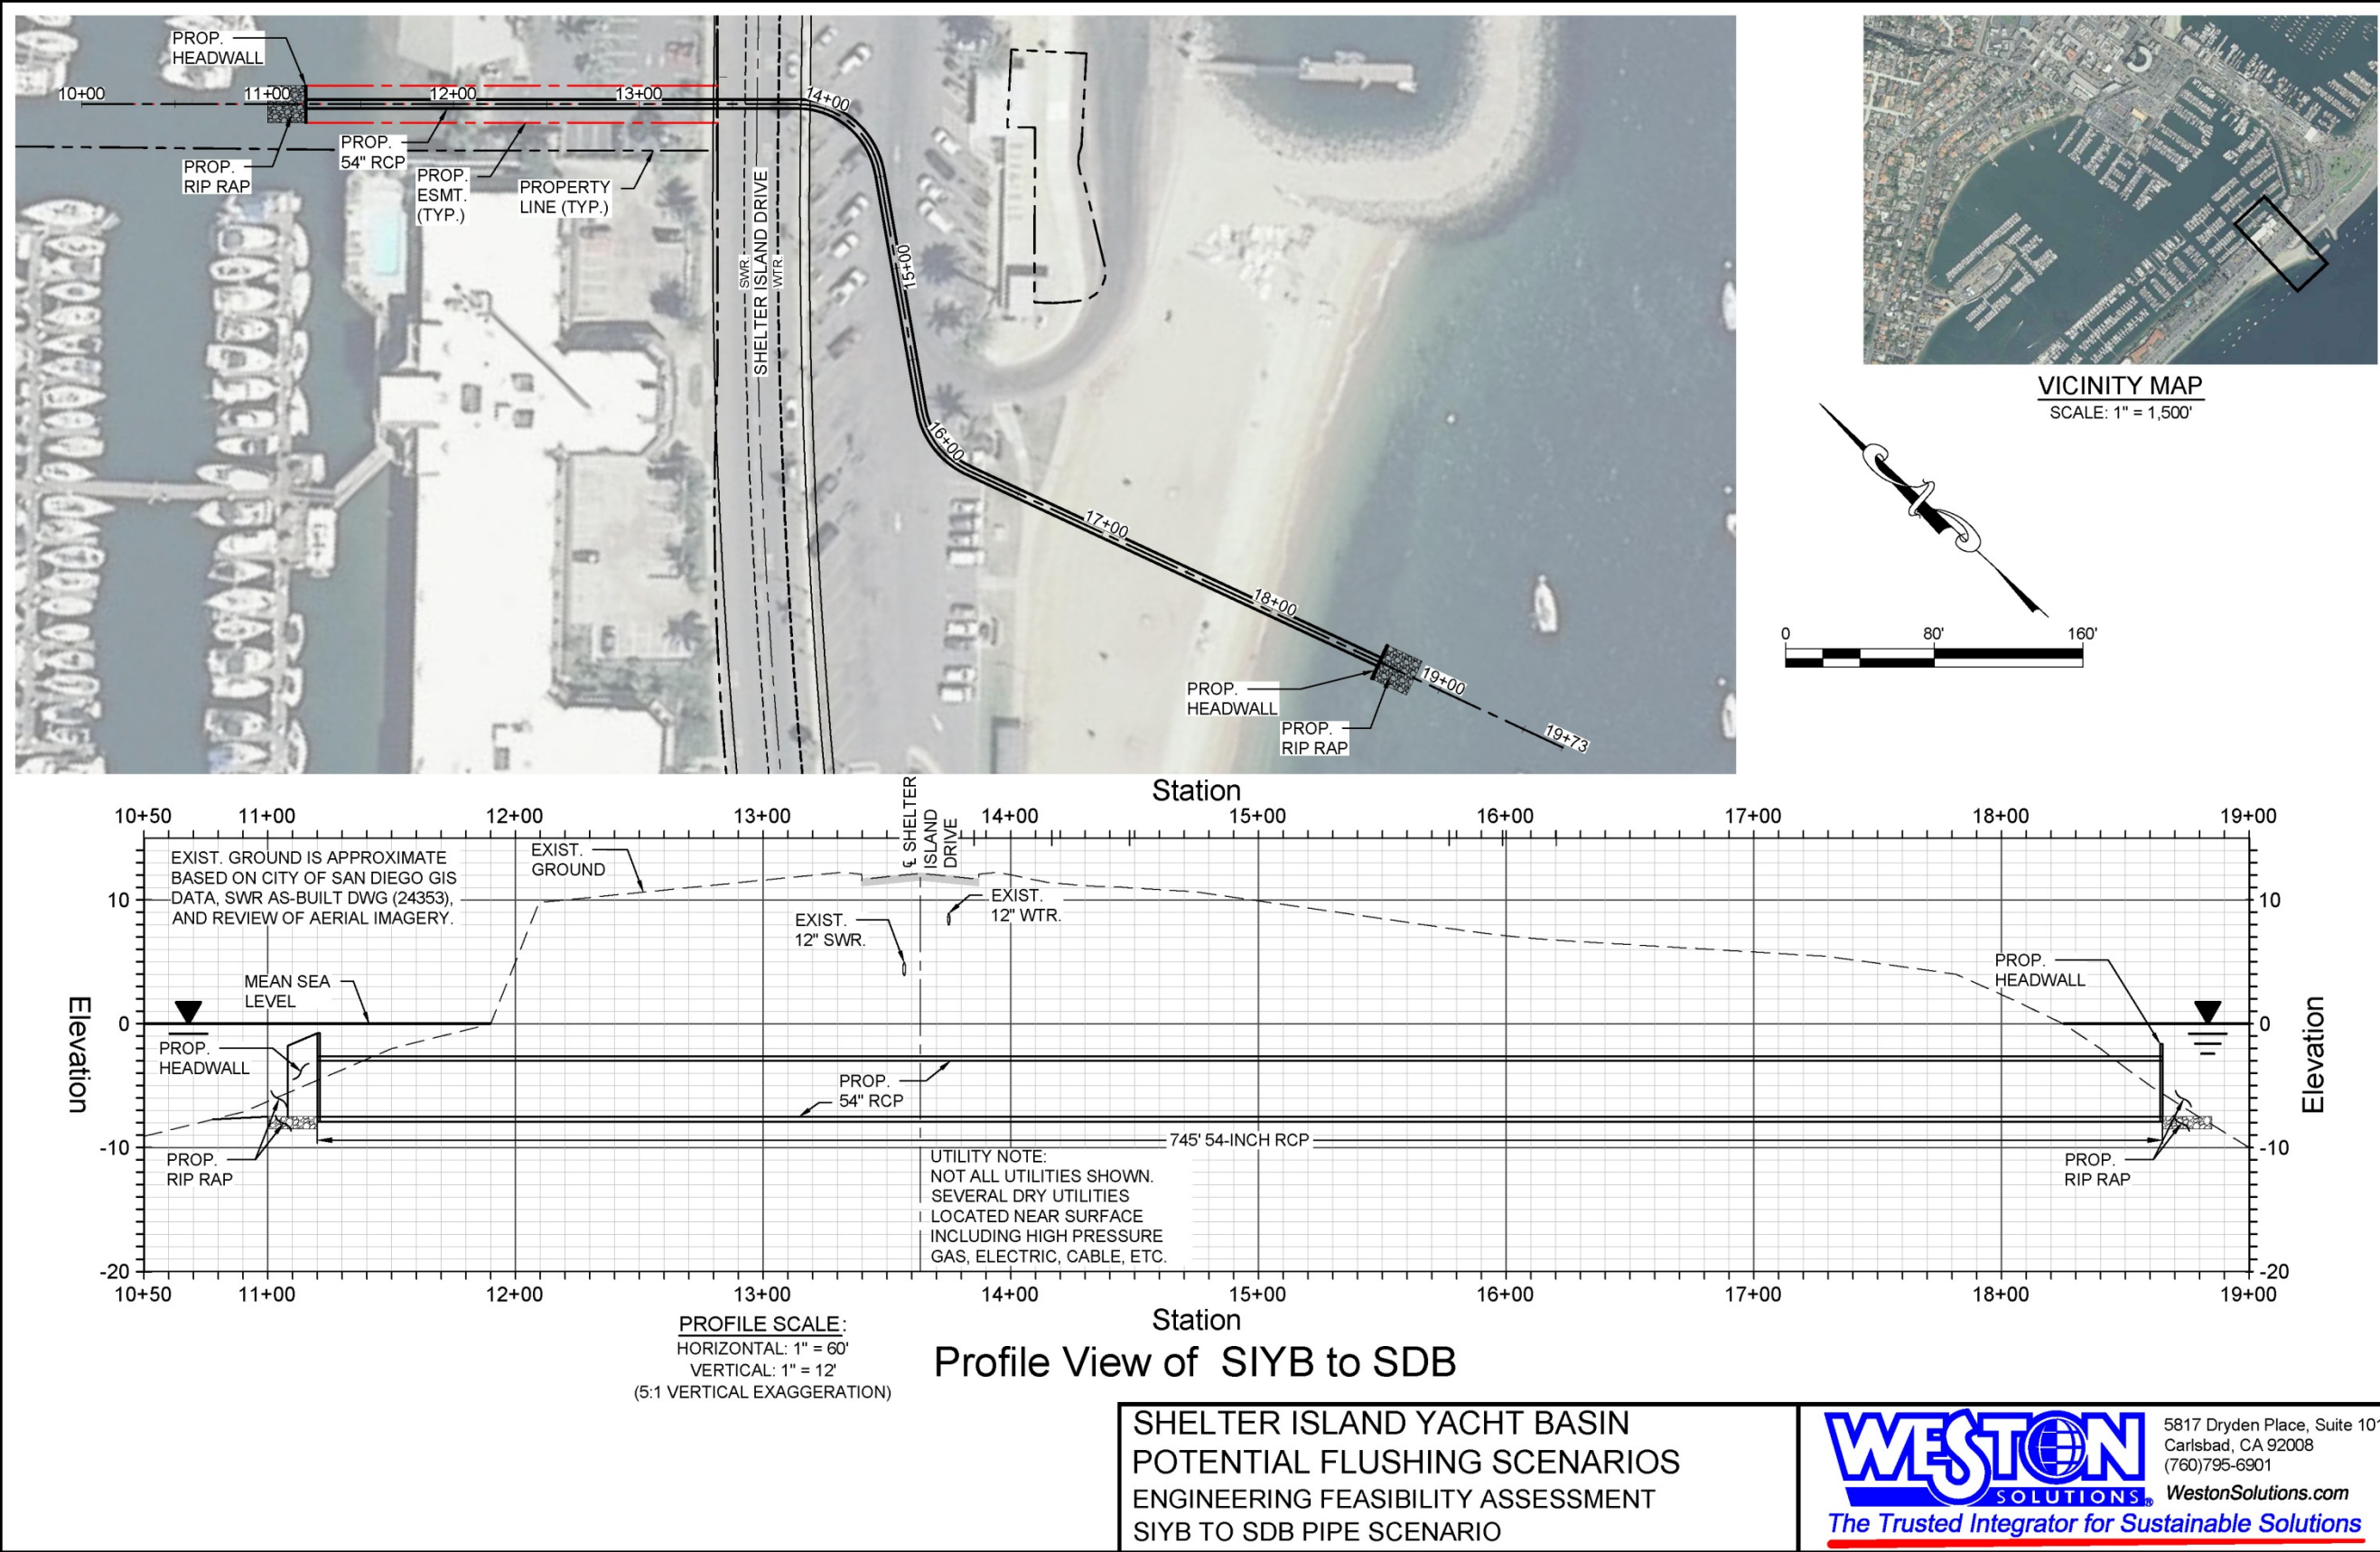 PROP.
HEADWALL
10+00
11+00
12+00
13+00
14+00
PROP.
RIP RAP
PROP.
54" RCP
PROP.
ESMT.
(TYP.)
PROPERTY
LINE (TYP.)
SWR.
SHELTER ISLAND DRIVE
WTR.
15+00
16+00
17+00
18+00
19+00
19+73
PROP.
HEADWALL
PROP.
RIP RAP
VICINITY MAP
SCALE: 1" = 1,500'
0 80' 160'
Station
10+50 11+00 12+00 13+00 14+00 15+00 16+00 17+00 18+00 19+00
℄ SHELTER
ISLAND
DRIVE
EXIST. GROUND IS APPROXIMATE
BASED ON CITY OF SAN DIEGO GIS
DATA, SWR AS-BUILT DWG (24353),
AND REVIEW OF AERIAL IMAGERY.
EXIST.
GROUND
EXIST.
12" SWR.
EXIST.
12" WTR.
10
0
-10
-20
Elevation
MEAN SEA
LEVEL
PROP.
HEADWALL
PROP.
RIP RAP
PROP.
54" RCP
745' 54-INCH RCP
UTILITY NOTE:
NOT ALL UTILITIES SHOWN.
SEVERAL DRY UTILITIES
LOCATED NEAR SURFACE
INCLUDING HIGH PRESSURE
GAS, ELECTRIC, CABLE, ETC.
PROP.
HEADWALL
PROP.
RIP RAP
10
0
-10
-20
Elevation
10+50 11+00 12+00 13+00 14+00 15+00 16+00 17+00 18+00 19+00
Station
PROFILE SCALE:
HORIZONTAL: 1" = 60'
VERTICAL: 1" = 12'
(5:1 VERTICAL EXAGGERATION)
Profile View of SIYB to SDB
SHELTER ISLAND YACHT BASIN
POTENTIAL FLUSHING SCENARIOS
ENGINEERING FEASIBILITY ASSESSMENT
SIYB TO SDB PIPE SCENARIO
WESTON
SOLUTIONS®
5817 Dryden Place, Suite 101
Carlsbad, CA 92008
(760)795-6901
WestonSolutions.com
The Trusted Integrator for Sustainable Solutions